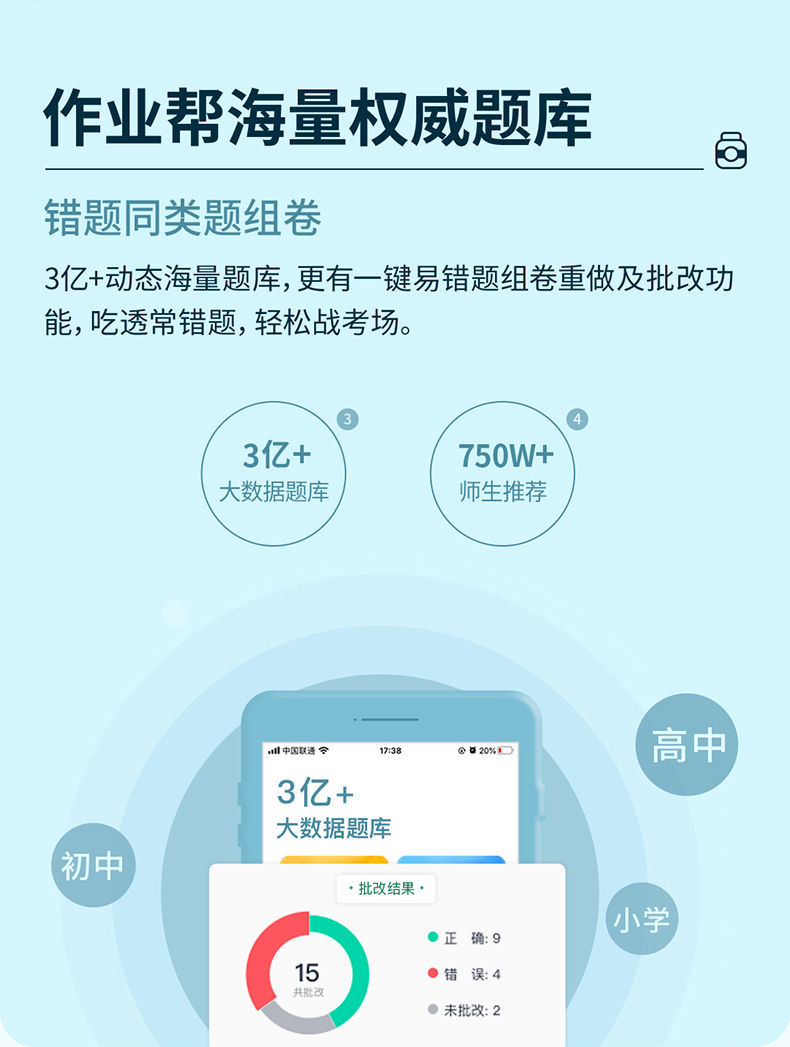 作业帮海量权威题库
错题同类题组卷
3亿+动态海量题库,更有一键易错题组卷重做及批改功
能,吃透常错题,轻松战考场。
3亿+
3
大数据题库
750W+
4
师生推荐
中国联通
17:38
20%
3亿+
大数据题库
高中
初中
小学
·批改结果·
15
共批改
正 确: 9
错 误: 4
未批改: 2